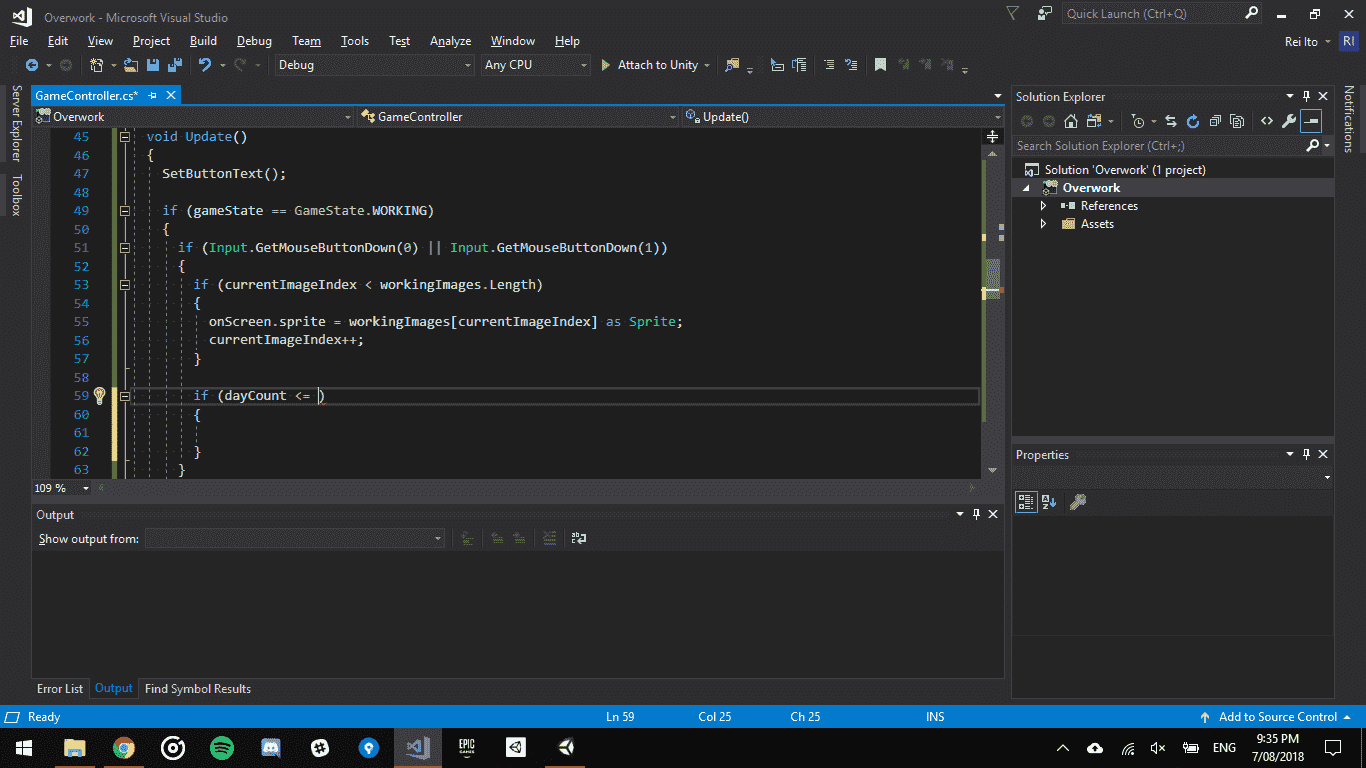 Overwork - Microsoft Visual Studio
Quick Launch (Ctrl+Q)
File Edit View Project Build Debug Team Tools Test Analyze Window Help
Rei Ito RI
Debug Any CPU Attach to Unity
Server Explorer
Toolbox
GameController.cs*
Overwork GameController Update()
45 void Update()
46 {
47 SetButtonText();
48
49 if (gameState == GameState.WORKING)
50 {
51 if (Input.GetMouseButtonDown(0) || Input.GetMouseButtonDown(1))
52 {
53 if (currentImageIndex < workingImages.Length)
54 {
55 onScreen.sprite = workingImages[currentImageIndex] as Sprite;
56 currentImageIndex++;
57 }
58
59 if (dayCount <= )
60 {
61
62 }
63 }
109 %
Output
Show output from:
Error List Output Find Symbol Results
Solution Explorer
Search Solution Explorer (Ctrl+;)
Solution 'Overwork' (1 project)
Overwork
References
Assets
Properties
Notifications
Ready Ln 59 Col 25 Ch 25 INS Add to Source Control
EPIC GAMES
ENG
9:35 PM
7/08/2018